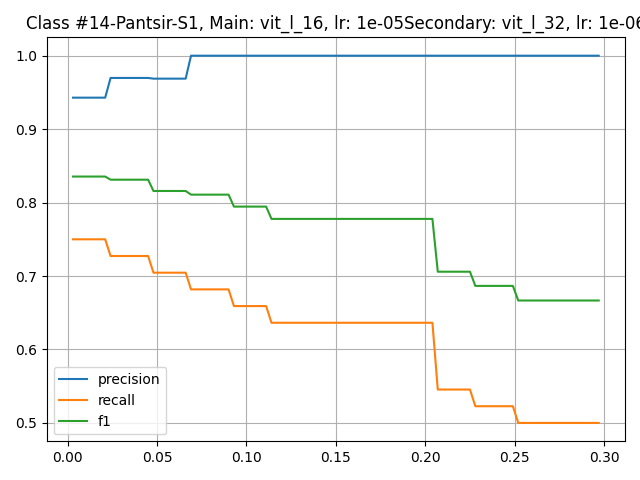 Class #14-Pantsir-S1, Main: vit_l_16, lr: 1e-05Secondary: vit_l_32, lr: 1e-06
1.0
0.9
0.8
0.7
0.6
0.5
precision
recall
f1
0.00 0.05 0.10 0.15 0.20 0.25 0.30